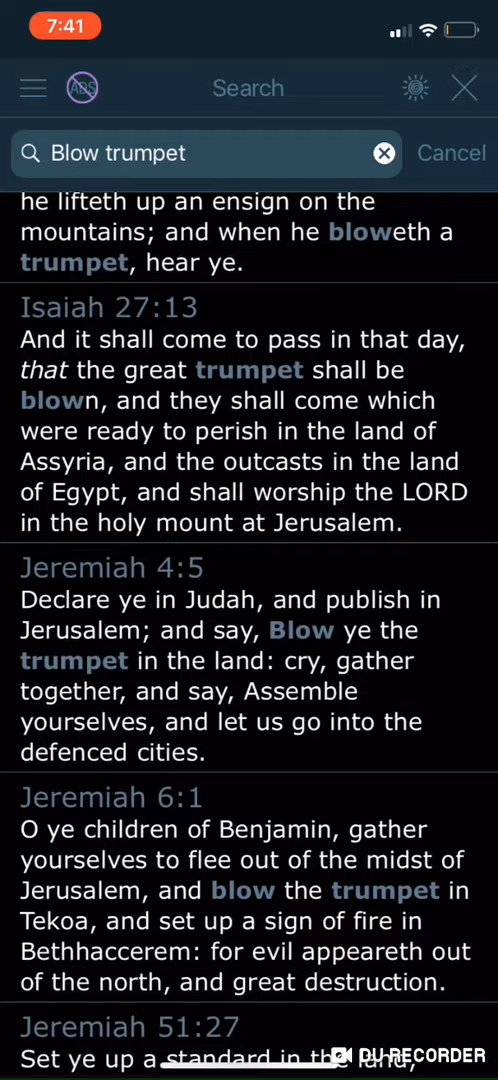 7:41
ADS
Search
Blow trumpet
Cancel
he lifteth up an ensign on the
mountains; and when he bloweth a
trumpet, hear ye.
Isaiah 27:13
And it shall come to pass in that day,
that the great trumpet shall be
blown, and they shall come which
were ready to perish in the land of
Assyria, and the outcasts in the land
of Egypt, and shall worship the LORD
in the holy mount at Jerusalem.
Jeremiah 4:5
Declare ye in Judah, and publish in
Jerusalem; and say, Blow ye the
trumpet in the land: cry, gather
together, and say, Assemble
yourselves, and let us go into the
defenced cities.
Jeremiah 6:1
O ye children of Benjamin, gather
yourselves to flee out of the midst of
Jerusalem, and blow the trumpet in
Tekoa, and set up a sign of fire in
Bethhaccerem: for evil appeareth out
of the north, and great destruction.
Jeremiah 51:27
Set ye up a standard in the land,
DU RECORDER